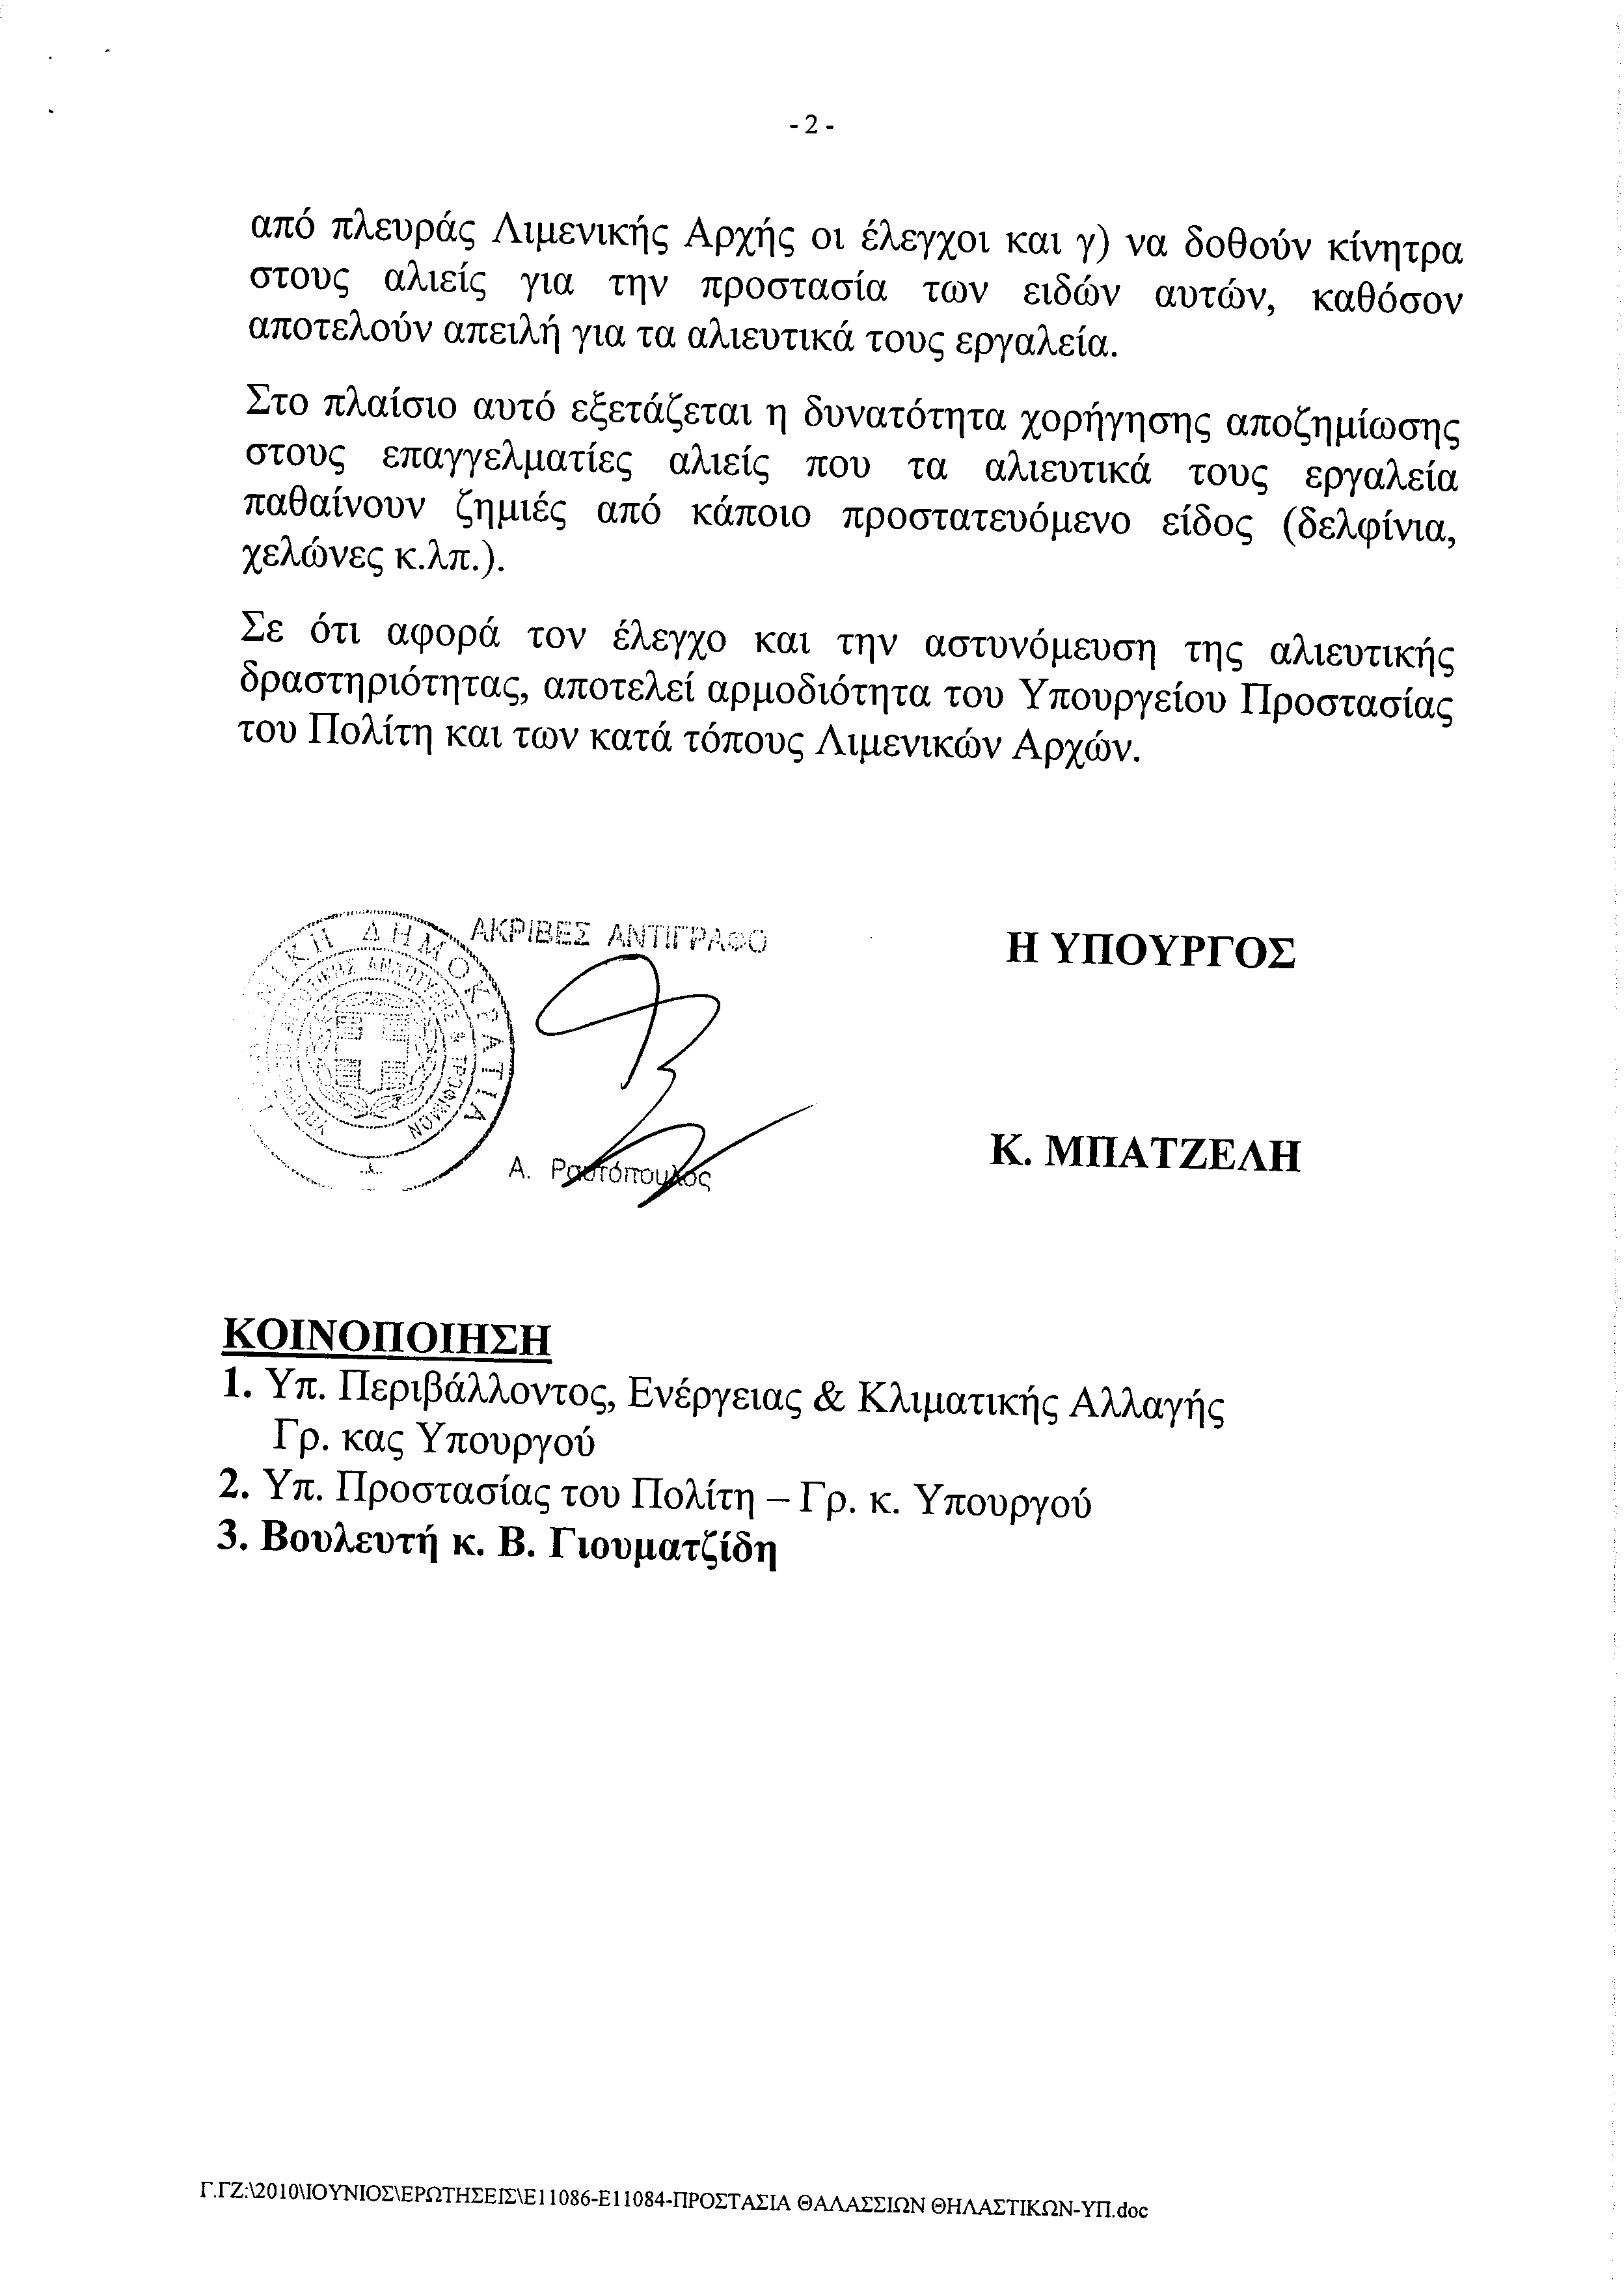 - 2 -
από πλευράς Λιμενικής Αρχής οι έλεγχοι και γ) να δοθούν κίνητρα
στους αλιείς για την προστασία των ειδών αυτών, καθόσον
αποτελούν απειλή για τα αλιευτικά τους εργαλεία.
Στο πλαίσιο αυτό εξετάζεται η δυνατότητα χορήγησης αποζημίωσης
στους επαγγελματίες αλιείς που τα αλιευτικά τους εργαλεία
παθαίνουν ζημιές από κάποιο προστατευόμενο είδος (δελφίνια,
χελώνες κ.λπ.).
Σε ότι αφορά τον έλεγχο και την αστυνόμευση της αλιευτικής
δραστηριότητας, αποτελεί αρμοδιότητα του Υπουργείου Προστασίας
του Πολίτη και των κατά τόπους Λιμενικών Αρχών.
ΑΚΡΙΒΕΣ ΑΝΤΙΓΡΑΦΟ
Η ΥΠΟΥΡΓΟΣ
ΔΗΜΟΚΡΑΤΙΑ
Α. Ραυτόπουλος
Κ. ΜΠΑΤΖΕΛΗ
ΚΟΙΝΟΠΟΙΗΣΗ
1. Υπ. Περιβάλλοντος, Ενέργειας & Κλιματικής Αλλαγής
Γρ. κας Υπουργού
2. Υπ. Προστασίας του Πολίτη – Γρ. κ. Υπουργού
3. Βουλευτή κ. Β. Γιουματζίδη
Γ.ΓΖ:\2010\ΙΟΥΝΙΟΣ\ΕΡΩΤΗΣΕΙΣ\Ε11086-Ε11084-ΠΡΟΣΤΑΣΙΑ ΘΑΛΑΣΣΙΩΝ ΘΗΛΑΣΤΙΚΩΝ-ΥΠ.doc